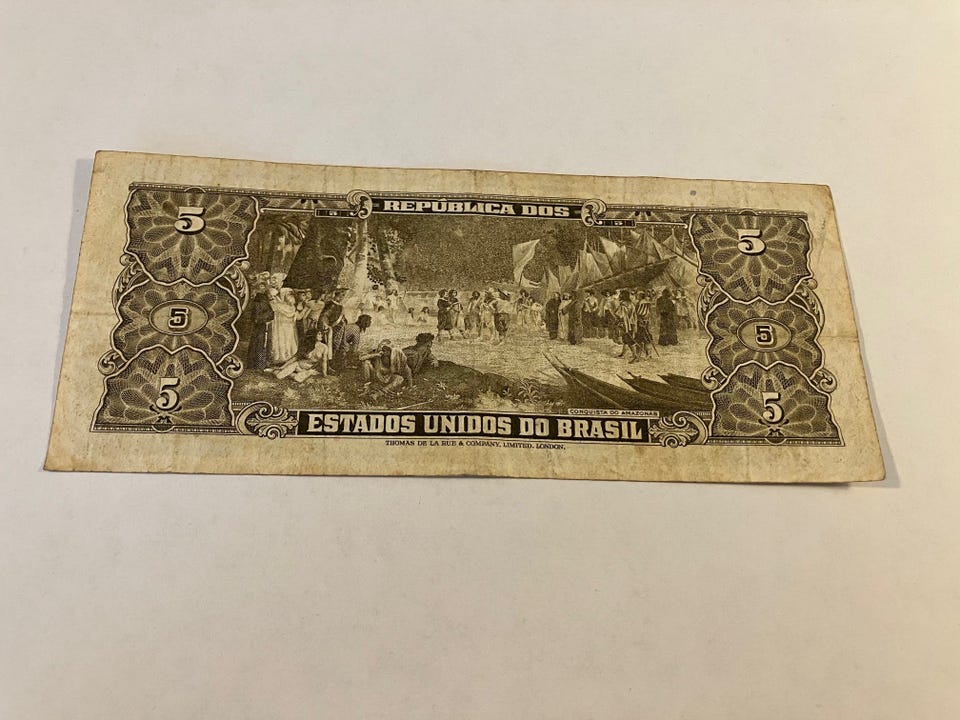 REPÚBLICA DOS
5 5
5 5
5 5
5 5
CONQUISTA DO AMAZONAS
ESTADOS UNIDOS DO BRASIL
THOMAS DE LA RUE & COMPANY, LIMITED, LONDON.